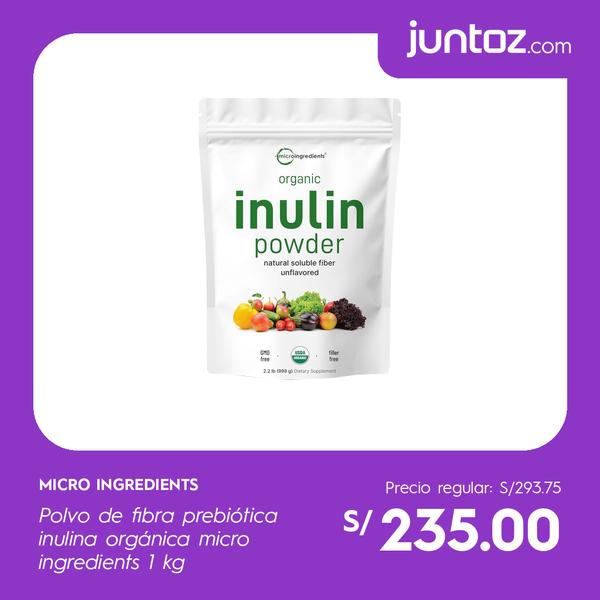 juntoz.com
microingredients®
organic
inulin
powder
natural soluble fiber
unflavored
GMO
free
USDA
ORGANIC
filler
free
2.2 lb (998 g) Dietary Supplement
MICRO INGREDIENTS
Polvo de fibra prebiótica
inulina orgánica micro
ingredients 1 kg
Precio regular: S/293.75
S/ 235.00